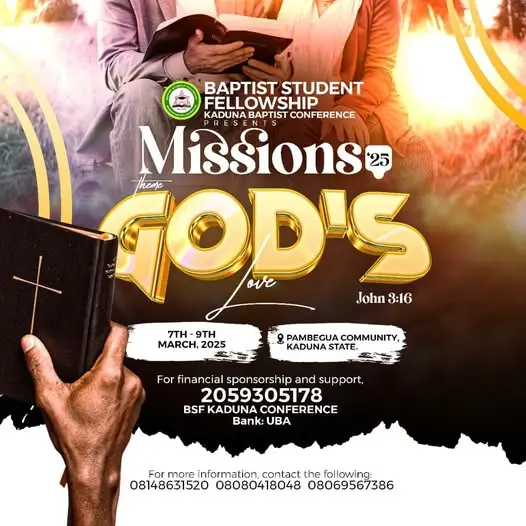 BAPTIST STUDENT
FELLOWSHIP
KADUNA BAPTIST CONFERENCE
PRESENTS
Missions '25
theme
GOD'S
Love
John 3:16
7TH - 9TH
MARCH, 2025
PAMBEGUA COMMUNITY,
KADUNA STATE.
For financial sponsorship and support,
2059305178
BSF KADUNA CONFERENCE
Bank: UBA
For more information, contact the following:
08148631520 08080418048 08069567386